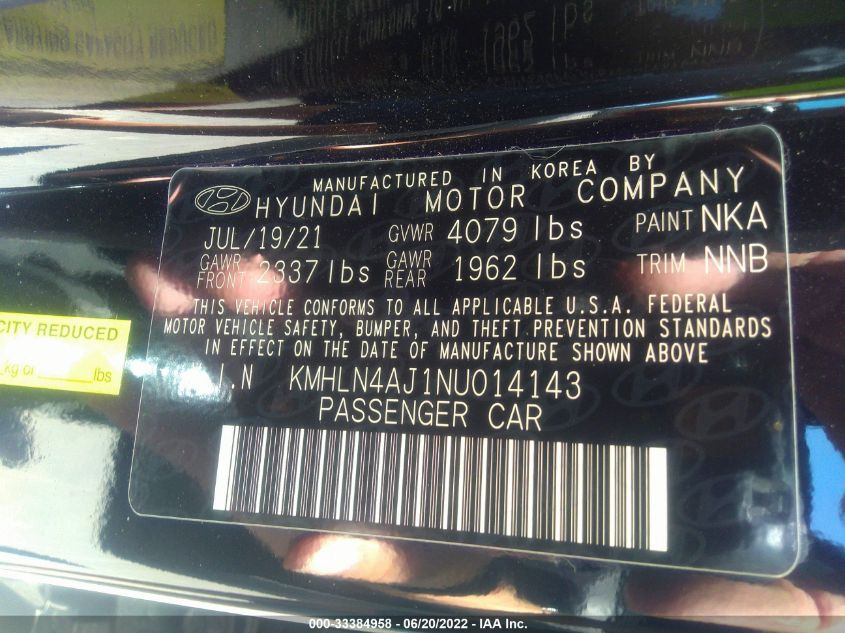 MANUFACTURED IN KOREA BY
HYUNDAI MOTOR COMPANY
JUL/19/21 GVWR 4079 lbs PAINT NKA
GAWR FRONT 2337 lbs GAWR REAR 1962 lbs TRIM NNB
THIS VEHICLE CONFORMS TO ALL APPLICABLE U.S.A. FEDERAL
MOTOR VEHICLE SAFETY, BUMPER, AND THEFT PREVENTION STANDARDS
IN EFFECT ON THE DATE OF MANUFACTURE SHOWN ABOVE
I.N KMHLN4AJ1NU014143
PASSENGER CAR
CITY REDUCED
kg or ______ lbs
000-33384958 - 06/20/2022 - IAA Inc.